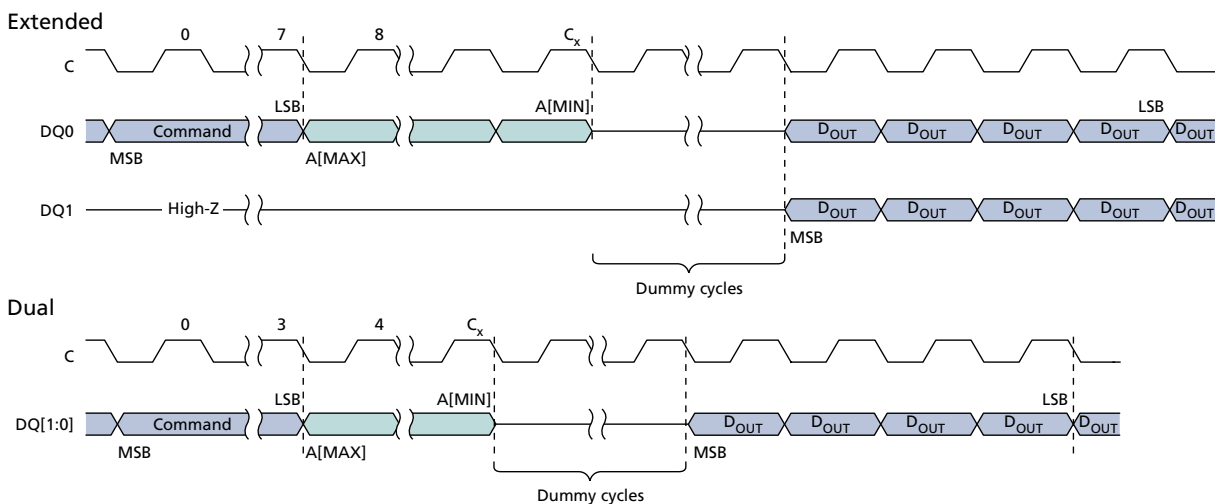 Extended
0 7 8 Cx
C
LSB A[MIN] LSB
DQ0 Command DOUT DOUT DOUT DOUT DOUT
MSB A[MAX]
DQ1 High-Z DOUT DOUT DOUT DOUT DOUT
MSB
Dummy cycles
Dual
0 3 4 Cx
C
LSB A[MIN] LSB
DQ[1:0] Command DOUT DOUT DOUT DOUT DOUT
MSB A[MAX] MSB
Dummy cycles